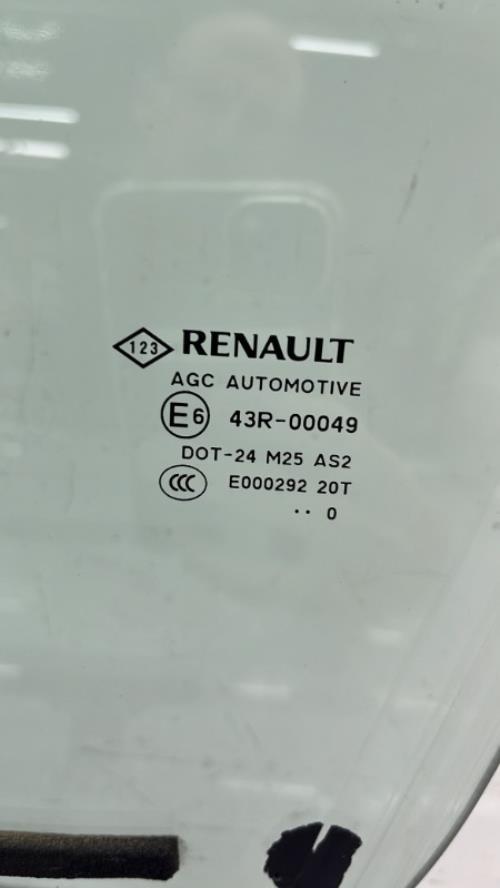 123 RENAULT
AGC AUTOMOTIVE
E6 43R-00049
DOT-24 M25 AS2
CCC E000292 20T
·· 0